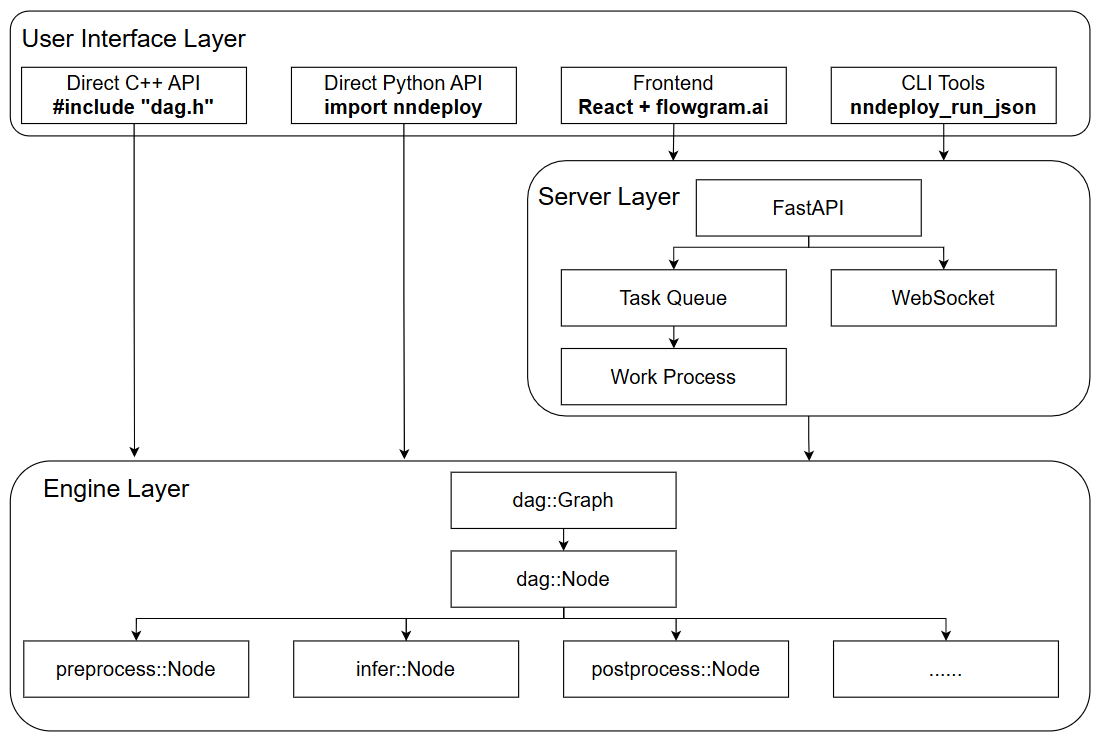 User Interface Layer
Direct C++ API
#include "dag.h"
Direct Python API
import nndeploy
Frontend
React + flowgram.ai
CLI Tools
nndeploy_run_json
Server Layer
FastAPI
Task Queue
WebSocket
Work Process
Engine Layer
dag::Graph
dag::Node
preprocess::Node
infer::Node
postprocess::Node
......